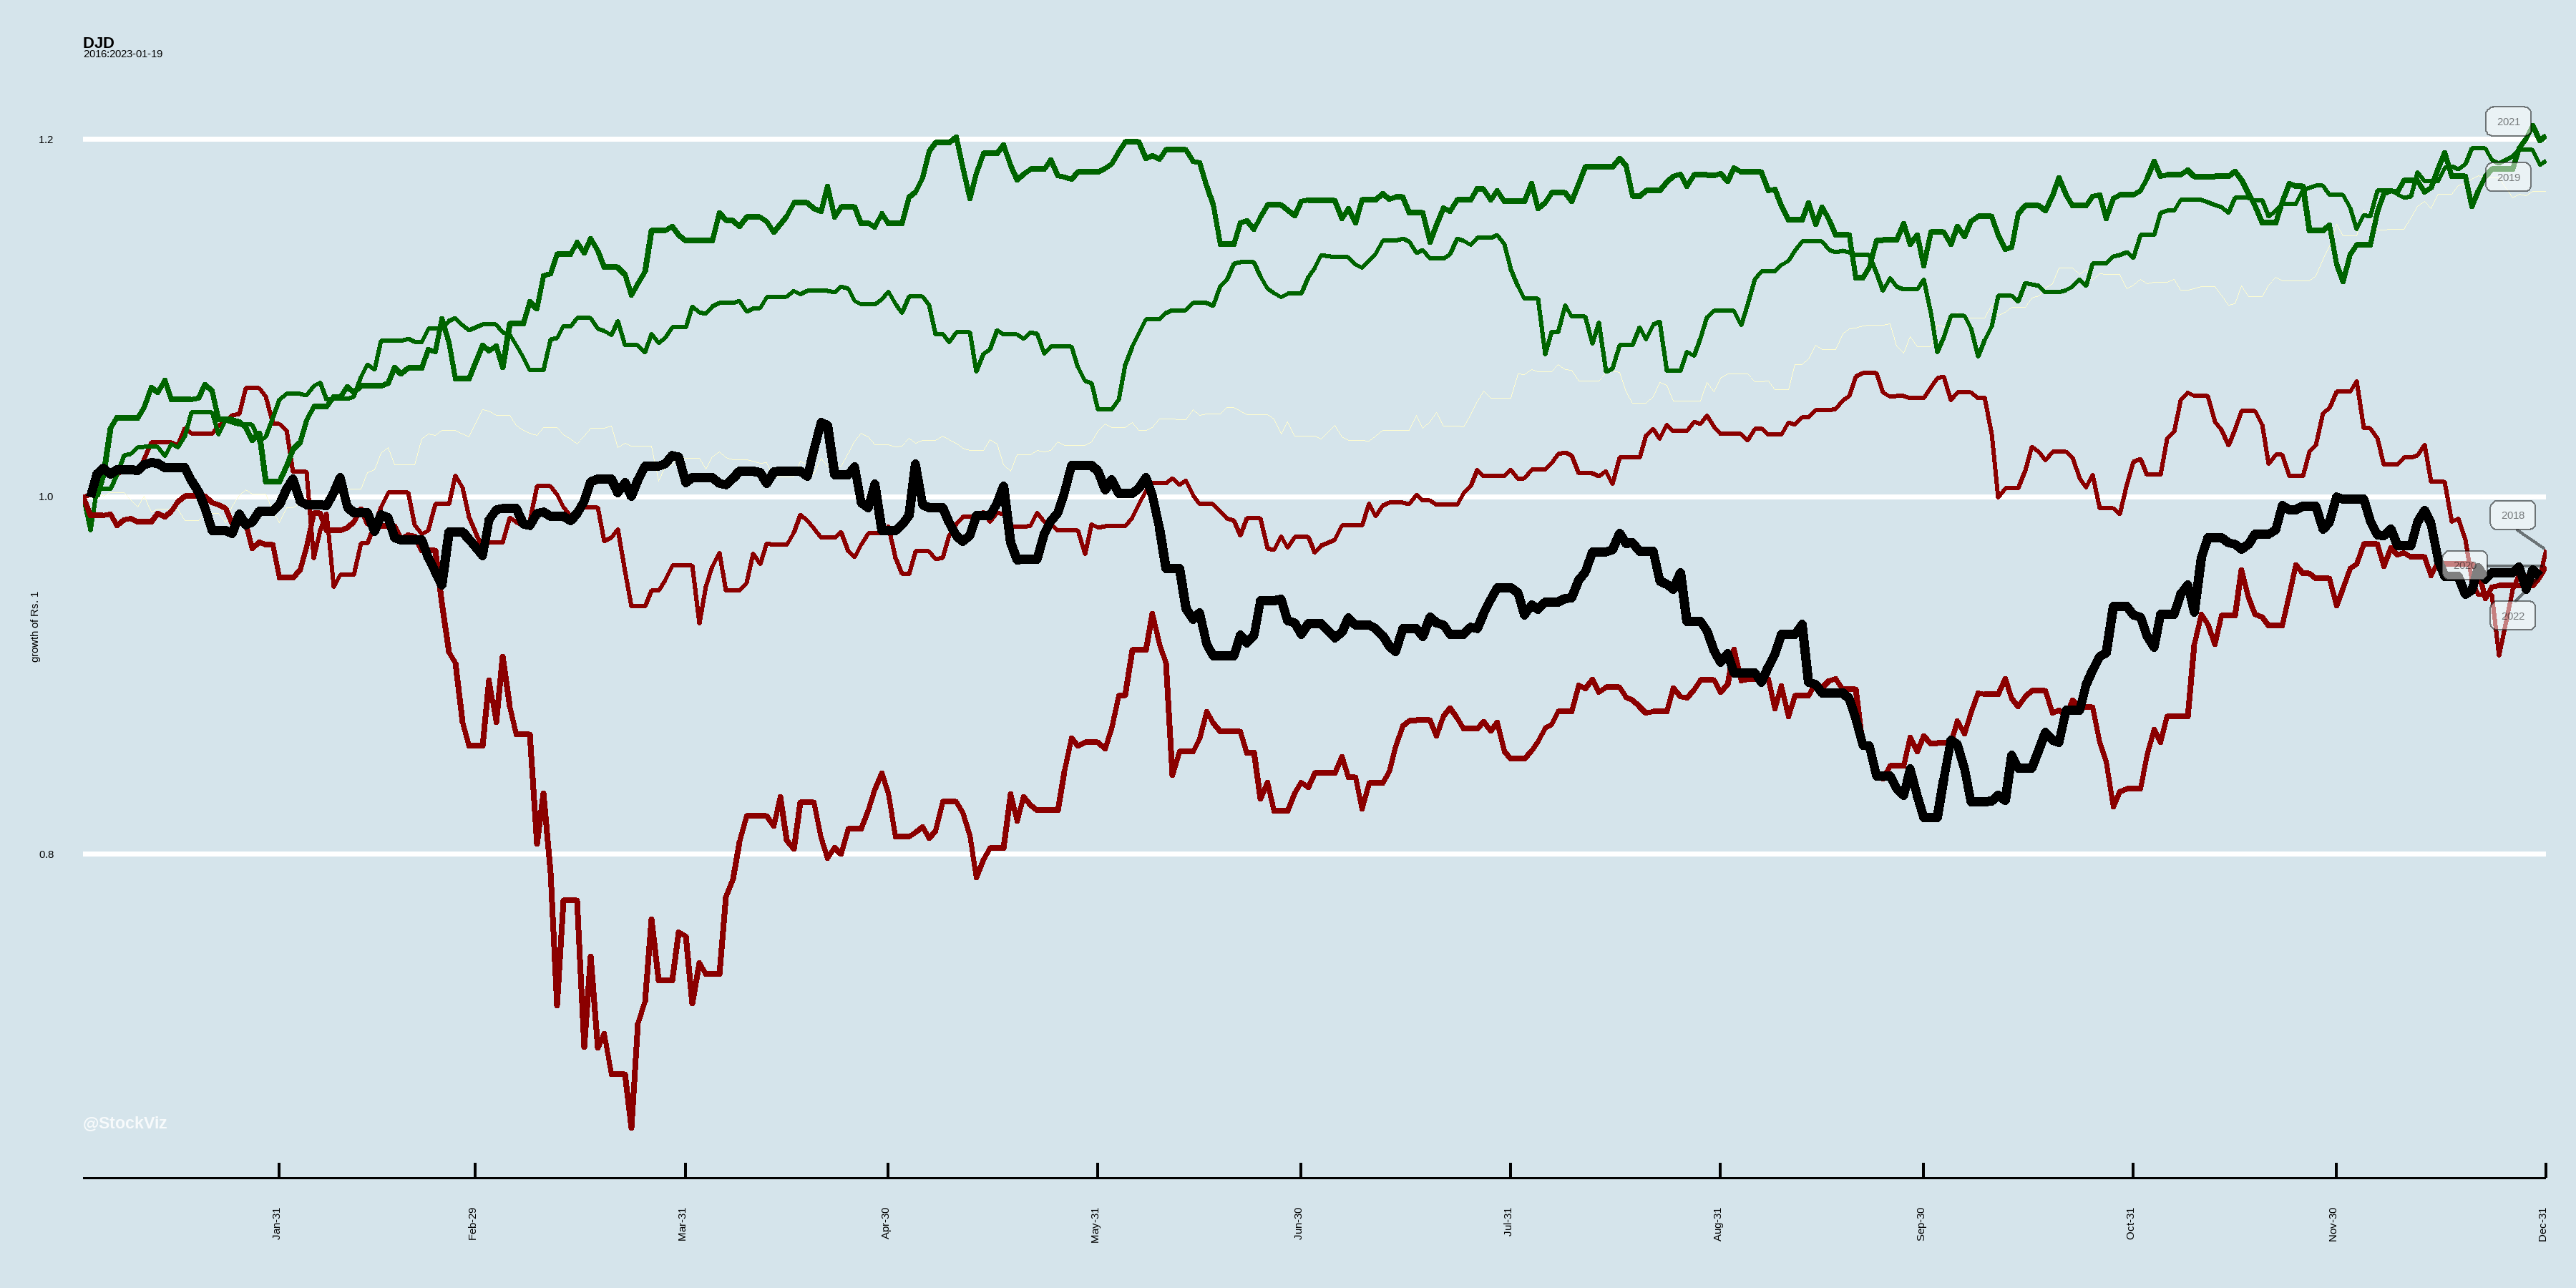 DJD
2016:2023-01-19
1.2
1.0
0.8
growth of Rs. 1
2021
2019
2018
2020
2022
@StockViz
Jan-31
Feb-29
Mar-31
Apr-30
May-31
Jun-30
Jul-31
Aug-31
Sep-30
Oct-31
Nov-30
Dec-31